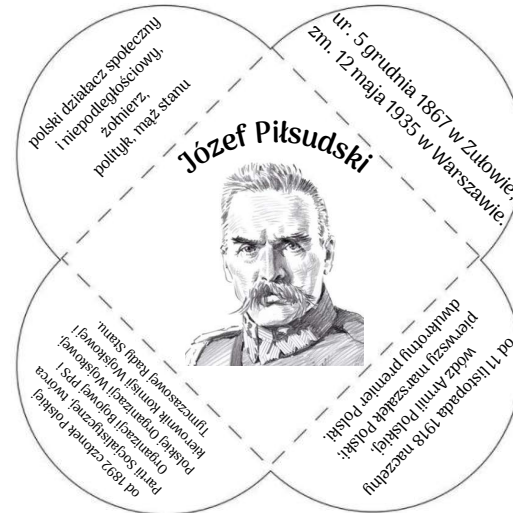 polski działacz społeczny
i niepodległościowy,
żołnierz,
polityk, mąż stanu
ur. 5 grudnia 1867 w Zułowie,
zm. 12 maja 1935 w Warszawie.
Józef Piłsudski
od 1892 członek Polskiej
Partii Socjalistycznej, twórca
Organizacji Bojowej PPS i
Polskiej Organizacji Wojskowej,
kierownik Komisji Wojskowej i
Tymczasowej Rady Stanu.
od 11 listopada 1918 naczelny
wódz Armii Polskiej,
pierwszy marszałek Polski;
dwukrotny premier Polski.